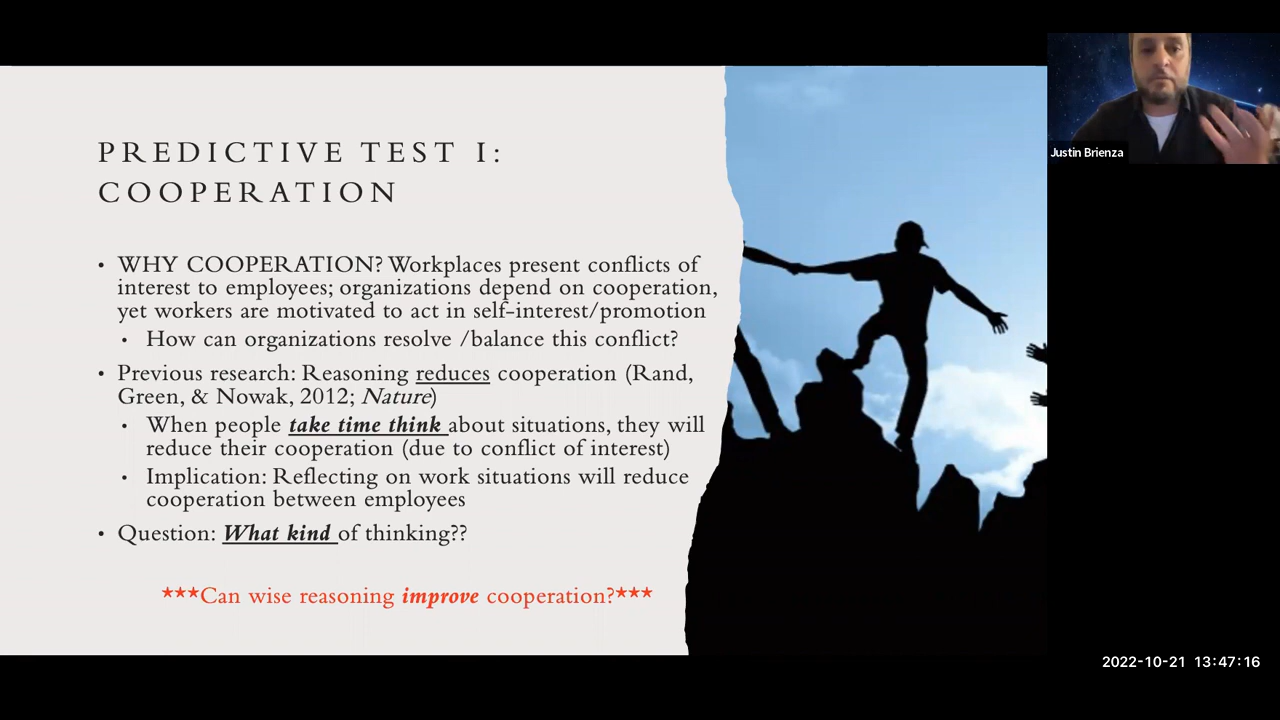 PREDICTIVE TEST I:
COOPERATION
• WHY COOPERATION? Workplaces present conflicts of
interest to employees; organizations depend on cooperation,
yet workers are motivated to act in self-interest/promotion
• How can organizations resolve /balance this conflict?
• Previous research: Reasoning reduces cooperation (Rand,
Green, & Nowak, 2012; Nature)
• When people take time think about situations, they will
reduce their cooperation (due to conflict of interest)
• Implication: Reflecting on work situations will reduce
cooperation between employees
• Question: What kind of thinking??
***Can wise reasoning improve cooperation?***
Justin Brienza
2022-10-21 13:47:16